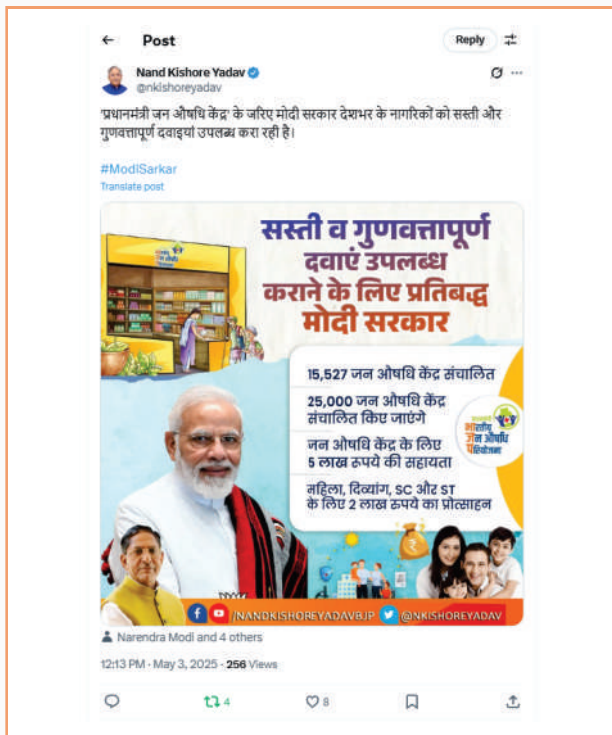 Post
Reply
Nand Kishore Yadav
@nkishoreyadav
'प्रधानमंत्री जन औषधि केंद्र' के जरिए मोदी सरकार देशभर के नागरिकों को सस्ती और
गुणवत्तापूर्ण दवाइयां उपलब्ध करा रही है।
#ModiSarkar
Translate post
सस्ती व गुणवत्तापूर्ण
दवाएं उपलब्ध
कराने के लिए प्रतिबद्ध
मोदी सरकार
15,527 जन औषधि केंद्र संचालित
25,000 जन औषधि केंद्र
संचालित किए जाएंगे
जन औषधि केंद्र के लिए
5 लाख रूपये की सहायता
महिला, दिव्यांग, SC और ST
के लिए 2 लाख रुपये का प्रोत्साहन
भारतीय
जन औषधि
परियोजना
/NANDKISHOREYADAVBJP @NKISHOREYADAV
Narendra Modi and 4 others
12:13 PM · May 3, 2025 · 256 Views
4 8